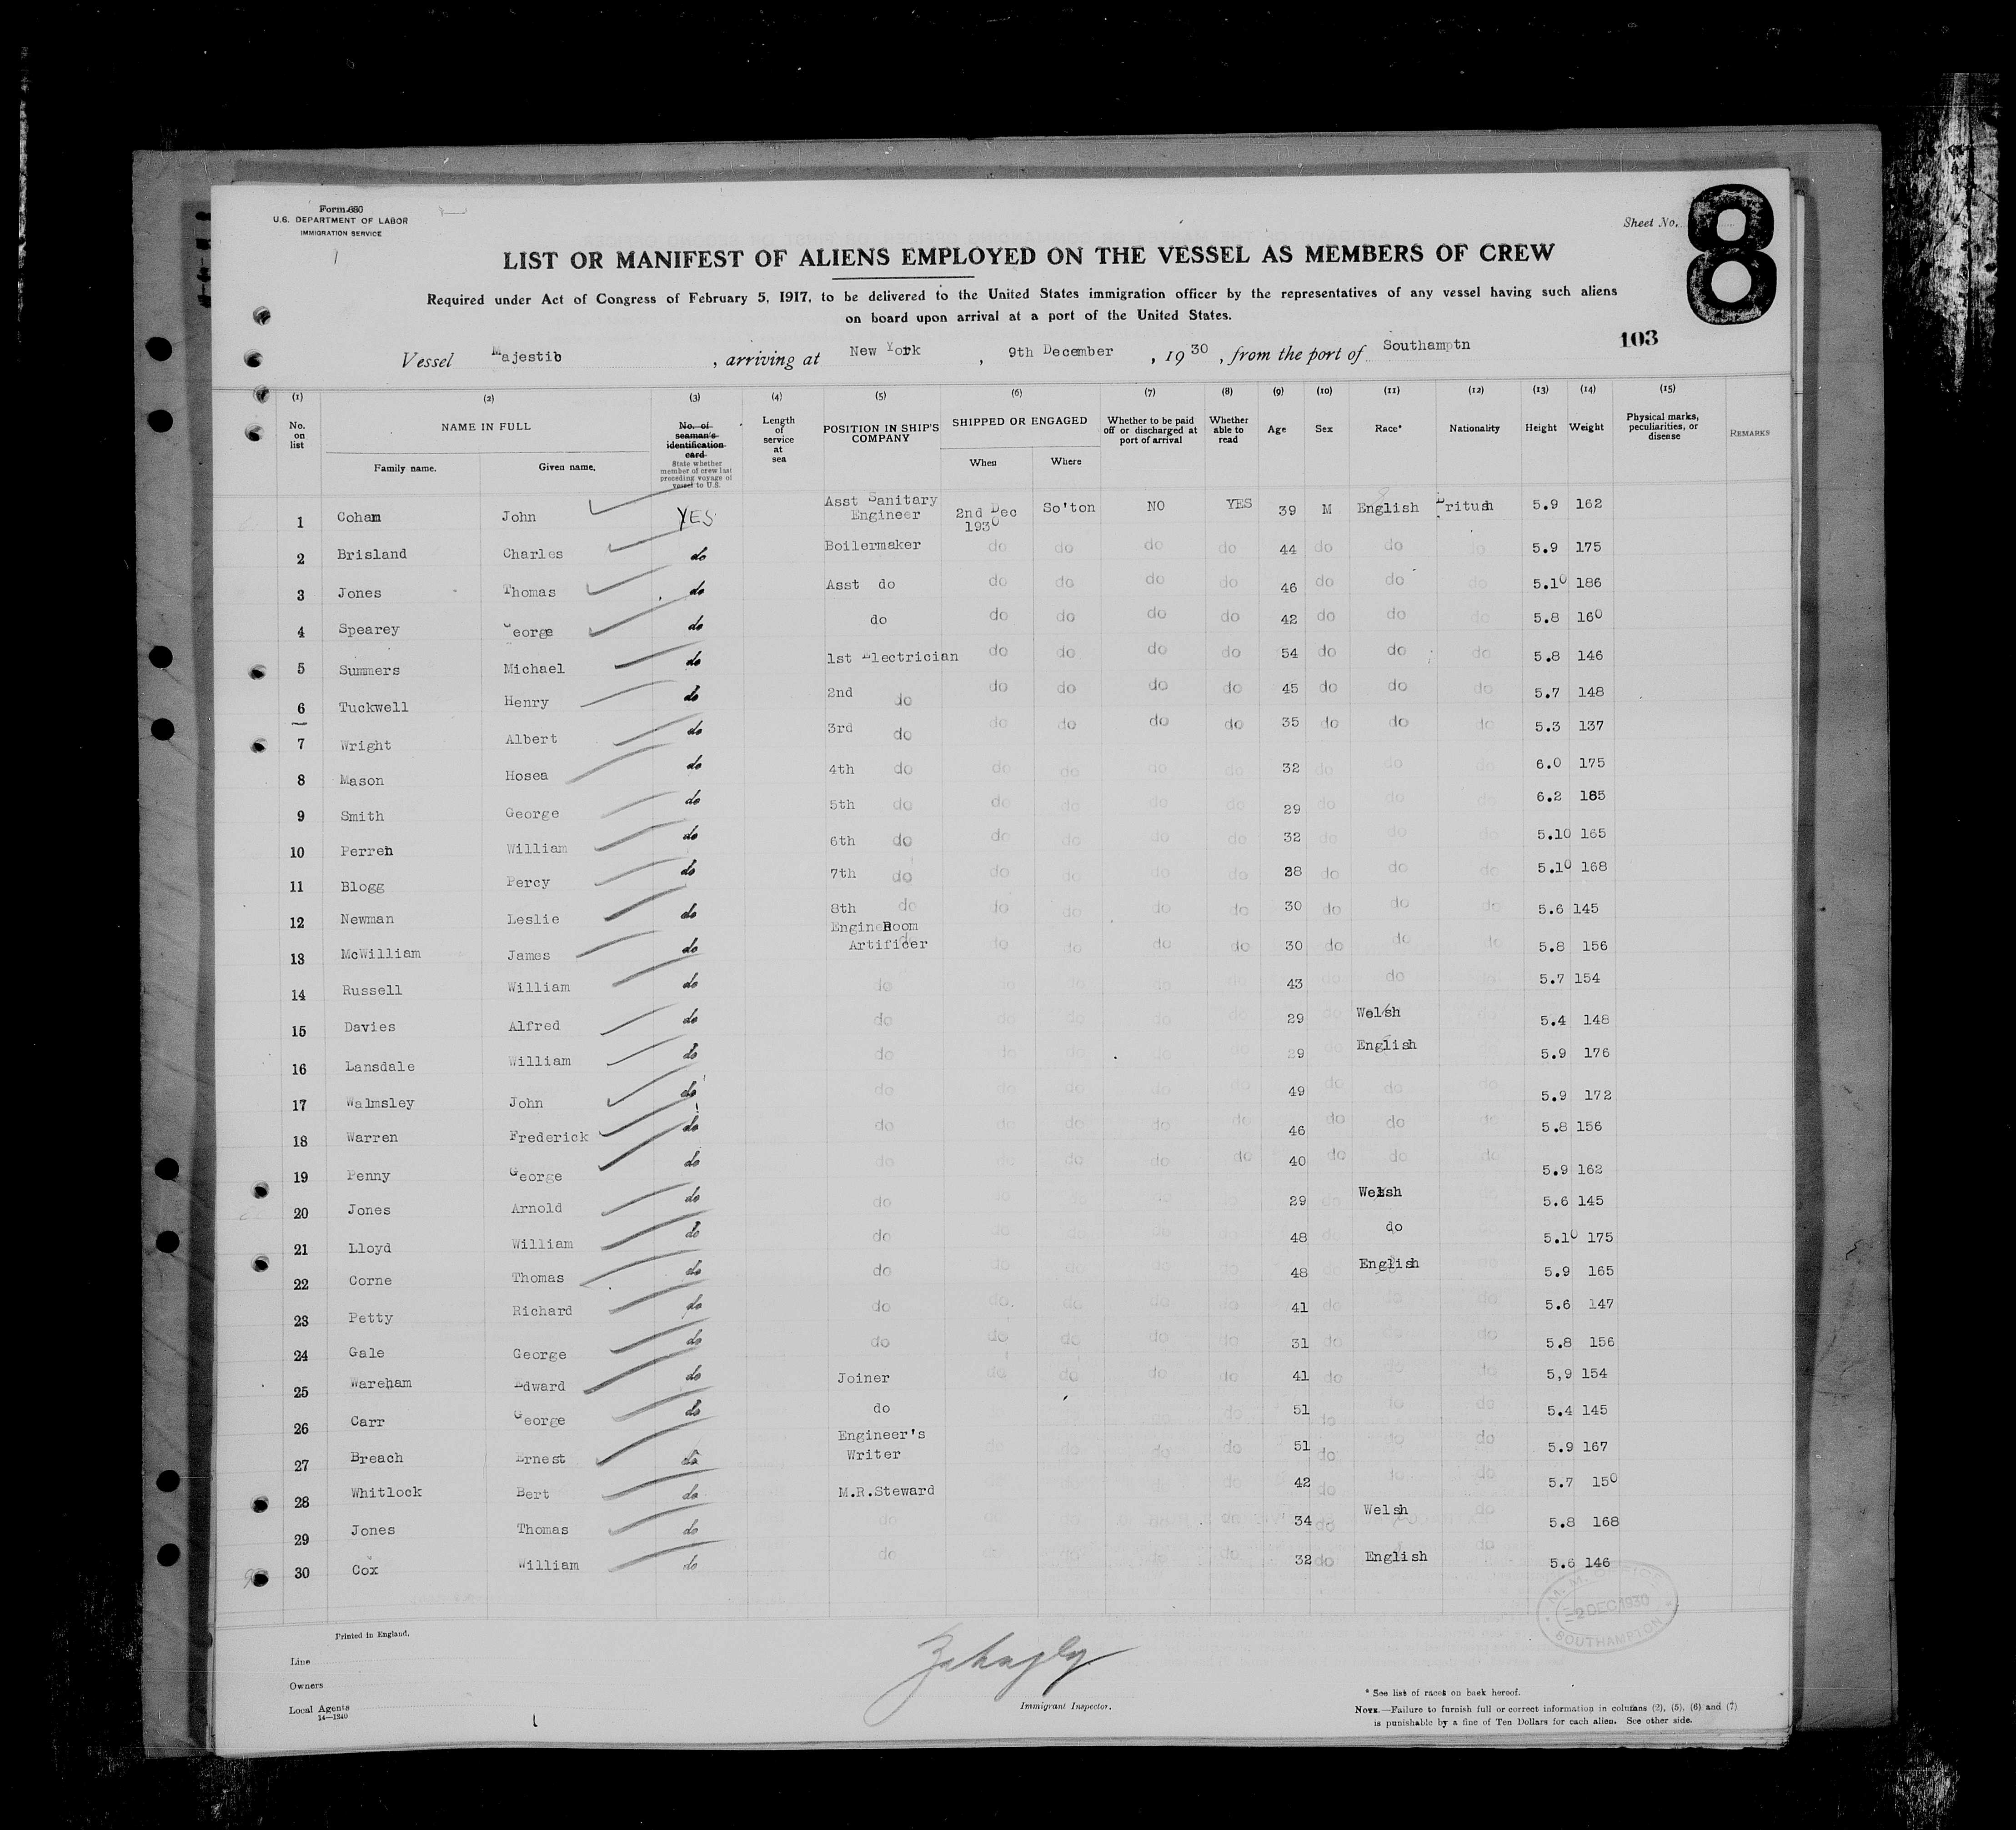 Form 680
U.S. DEPARTMENT OF LABOR
IMMIGRATION SERVICE
Sheet No. 8
LIST OR MANIFEST OF ALIENS EMPLOYED ON THE VESSEL AS MEMBERS OF CREW
Required under Act of Congress of February 5, 1917, to be delivered to the United States immigration officer by the representatives of any vessel having such aliens
on board upon arrival at a port of the United States.
103
Vessel Majestic , arriving at New York , 9th December , 1930 , from the port of Southamptn
(1) (2) (3) (4) (5) (6) (7) (8) (9) (10) (11) (12) (13) (14) (15)
No. on list NAME IN FULL Family name. Given name. No. of seaman's identification card State whether member of crew last preceding voyage of vessel to U.S. Length of service at sea POSITION IN SHIP'S COMPANY SHIPPED OR ENGAGED When Where Whether to be paid off or discharged at port of arrival Whether able to read Age Sex Race* Nationality Height Weight Physical marks, peculiarities, or disease REMARKS
1 Coham John YES Asst Sanitary Engineer 2nd Dec 1930 So'ton NO YES 39 M English Britush 5.9 162
2 Brisland Charles do Boilermaker do do do do 44 do do do 5.9 175
3 Jones Thomas do Asst do do do do do 46 do do do 5.10 186
4 Spearey George do do do do do do 42 do do do 5.8 160
5 Summers Michael do 1st Electrician do do do do 54 do do do 5.8 146
6 Tuckwell Henry do 2nd do do do do do 45 do do do 5.7 148
7 Wright Albert do 3rd do do do do do 35 do do do 5.3 137
8 Mason Hosea do 4th do do do do do 32 do do do 6.0 175
9 Smith George do 5th do do do do do 29 do do do 6.2 185
10 Perren William do 6th do do do do do 32 do do do 5.10 165
11 Blogg Percy do 7th do do do do do 28 do do do 5.10 168
12 Newman Leslie do 8th do do do do do 30 do do do 5.6 145
13 McWilliam James do EngineRoom Artificer do do do do 30 do do do 5.8 156
14 Russell William do do do do do do 43 do do do 5.7 154
15 Davies Alfred do do do do do do 29 do Welsh do 5.4 148
16 Lansdale William do do do do do do 29 do English do 5.9 176
17 Walmsley John do do do do do do 49 do do do 5.9 172
18 Warren Frederick do do do do do do 46 do do do 5.8 156
19 Penny George do do do do do do 40 do do do 5.9 162
20 Jones Arnold do do do do do do 29 do Welsh do 5.6 145
21 Lloyd William do do do do do do 48 do do do 5.10 175
22 Corne Thomas do do do do do do 48 do English do 5.9 165
23 Petty Richard do do do do do do 41 do do do 5.6 147
24 Gale George do do do do do do 31 do do 5.8 156
25 Wareham Edward do Joiner do do do do 41 do do do 5,9 154
26 Carr George do do do do 51 do do do 5.4 145
27 Breach Ernest do Engineer's Writer do do do do 51 do do do 5.9 167
28 Whitlock Bert do M.R.Steward do do do do 42 do do do 5.7 150
29 Jones Thomas do do do do do do 34 do Welsh do 5.8 168
30 Cox William do do do do do do 32 do English do 5.6 146
M. M. OFFICE
2 DEC 1930
SOUTHAMPTON
Printed in England.
Line
Owners
Local Agents
14—1240
Immigrant Inspector.
* See list of races on back hereof.
NOTE.—Failure to furnish full or correct information in columns (2), (5), (6) and (7)
is punishable by a fine of Ten Dollars for each alien. See other side.